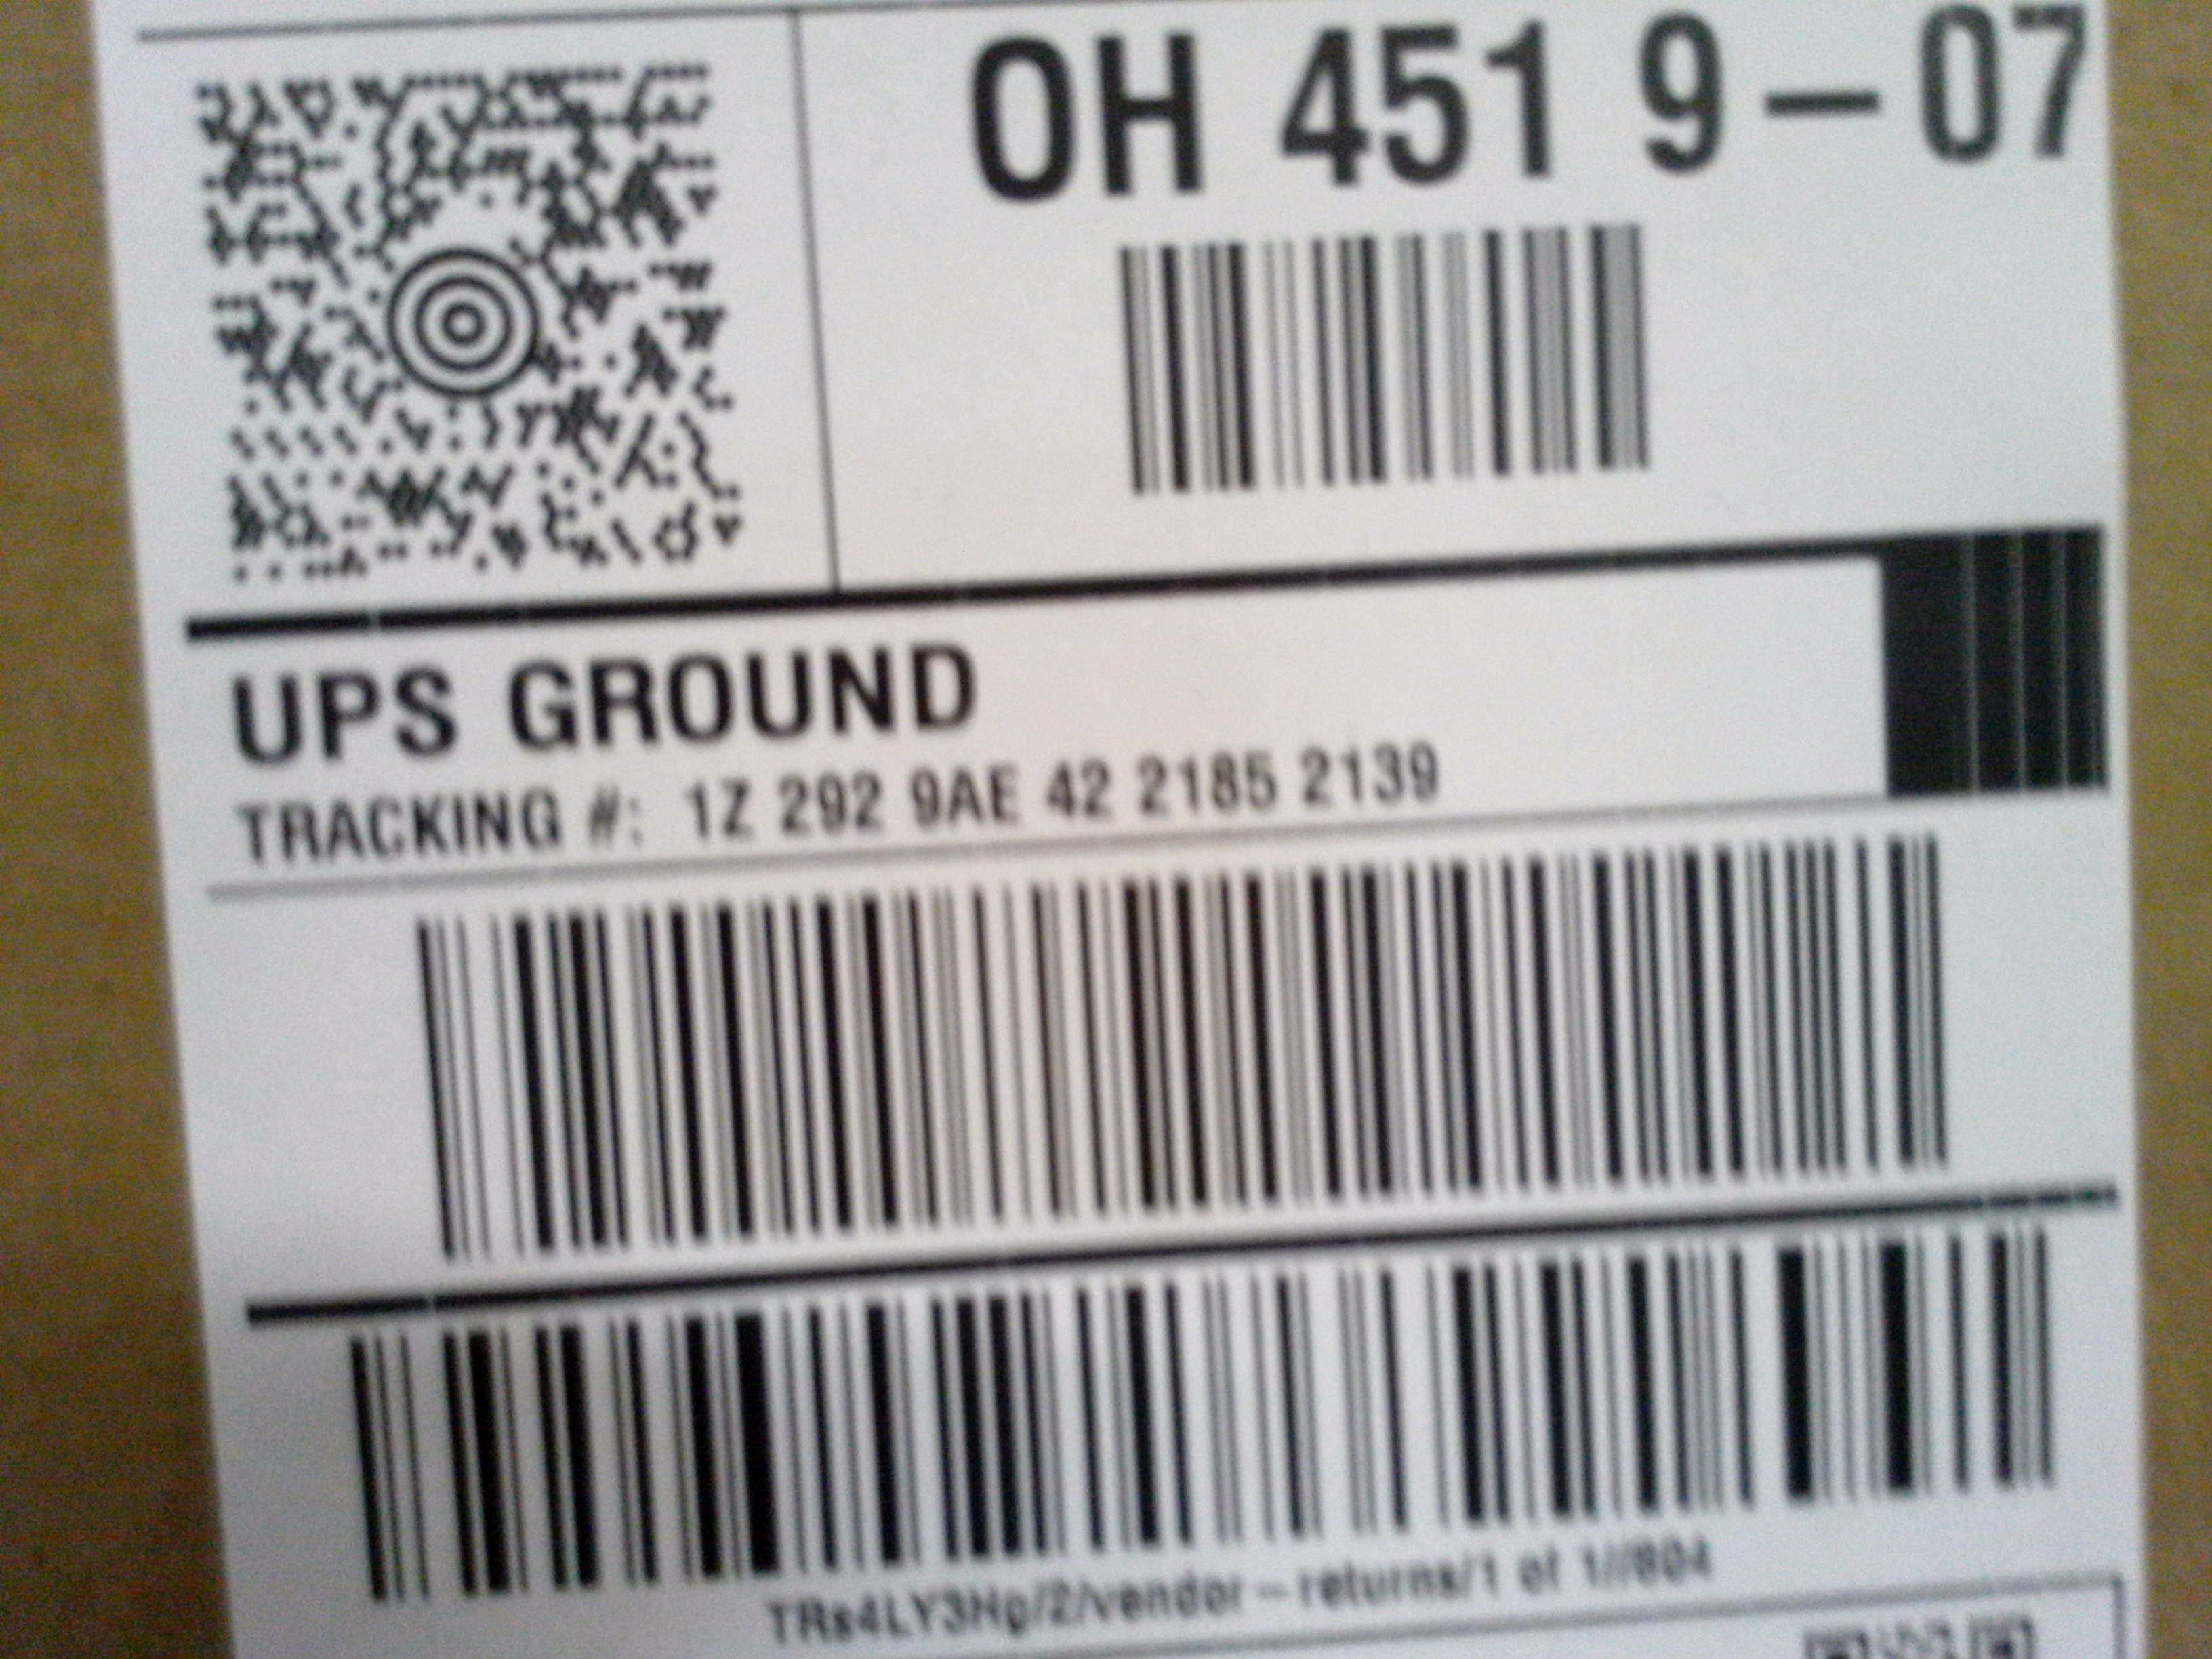 OH 451 9-07
UPS GROUND
TRACKING #: 1Z 292 9AE 42 2185 2139
TRs4LY3Hg/2/vendor-returns/1 of 1//804